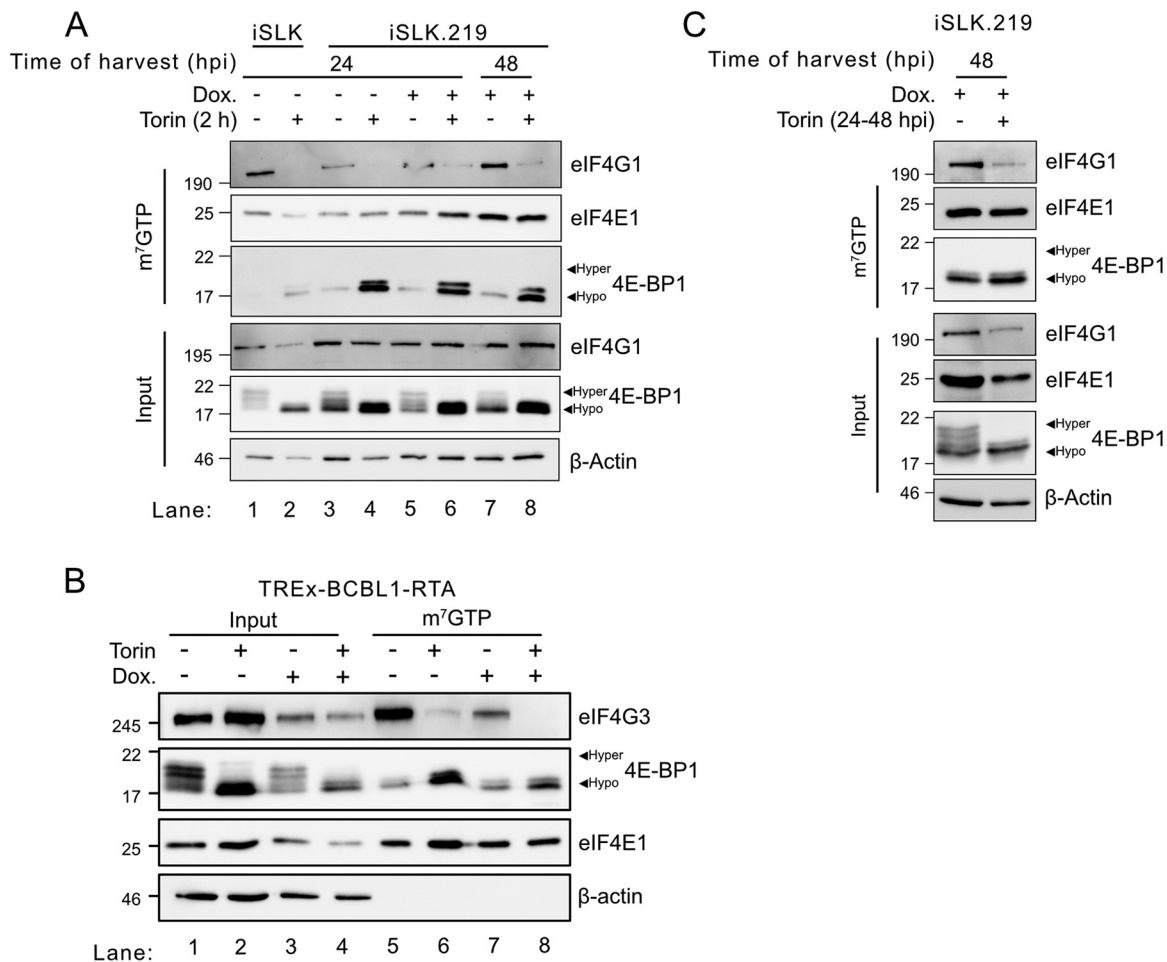 A
iSLK iSLK.219
Time of harvest (hpi) 24 48
Dox. - - - - + + + +
Torin (2 h) - + - + - + - +
m⁷GTP
190 eIF4G1
25 eIF4E1
22 ◄Hyper
17 ◄Hypo 4E-BP1
Input
195 eIF4G1
22 ◄Hyper
17 ◄Hypo 4E-BP1
46 β-Actin
Lane: 1 2 3 4 5 6 7 8
C
iSLK.219
Time of harvest (hpi) 48
Dox. + +
Torin (24-48 hpi) - +
m⁷GTP
190 eIF4G1
25 eIF4E1
22 ◄Hyper
17 ◄Hypo 4E-BP1
Input
190 eIF4G1
25 eIF4E1
22 ◄Hyper
17 ◄Hypo 4E-BP1
46 β-Actin
B
TREx-BCBL1-RTA
Input m⁷GTP
Torin - + - + - + - +
Dox. - - + + - - + +
245 eIF4G3
22 ◄Hyper
17 ◄Hypo 4E-BP1
25 eIF4E1
46 β-actin
Lane: 1 2 3 4 5 6 7 8